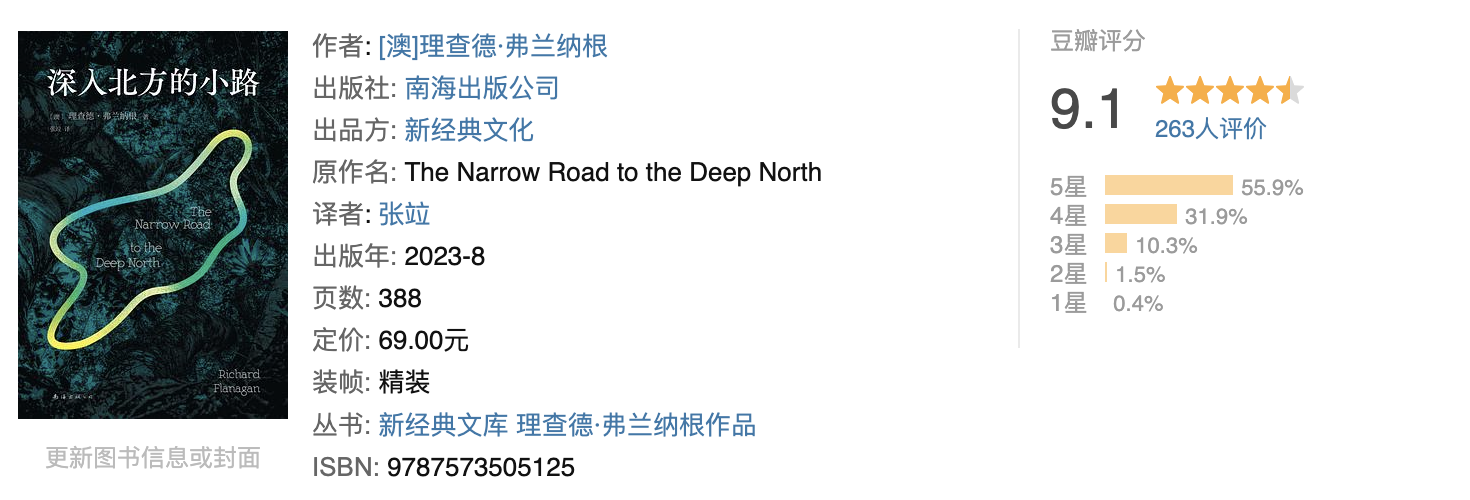 深入北方的小路
[澳] 理查德·弗兰纳根 著
张竝 译
The
Narrow Road
to the
Deep North
Richard
Flanagan
南海出版公司
更新图书信息或封面
作者: [澳]理查德·弗兰纳根
出版社: 南海出版公司
出品方: 新经典文化
原作名: The Narrow Road to the Deep North
译者: 张竝
出版年: 2023-8
页数: 388
定价: 69.00元
装帧: 精装
丛书: 新经典文库 理查德·弗兰纳根作品
ISBN: 9787573505125
豆瓣评分
9.1
263人评价
5星 55.9%
4星 31.9%
3星 10.3%
2星 1.5%
1星 0.4%